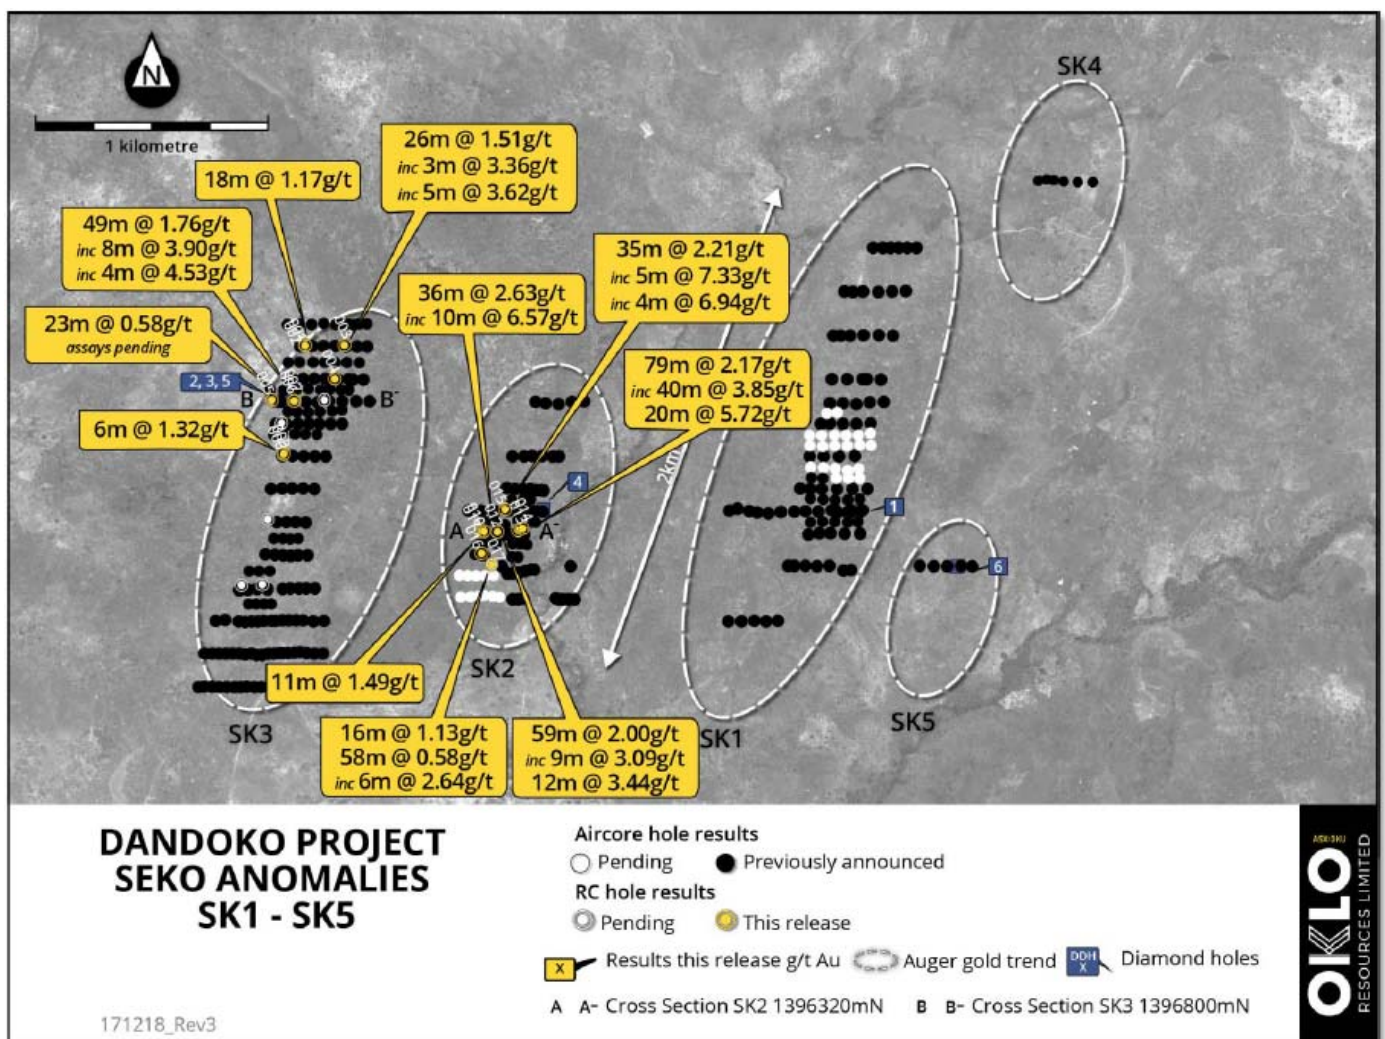 SK4
N
1 kilometre
26m @ 1.51g/t
inc 3m @ 3.36g/t
inc 5m @ 3.62g/t
18m @ 1.17g/t
49m @ 1.76g/t
inc 8m @ 3.90g/t
inc 4m @ 4.53g/t
35m @ 2.21g/t
inc 5m @ 7.33g/t
inc 4m @ 6.94g/t
36m @ 2.63g/t
inc 10m @ 6.57g/t
23m @ 0.58g/t
assays pending
79m @ 2.17g/t
inc 40m @ 3.85g/t
20m @ 5.72g/t
2, 3, 5
B
B-
6m @ 1.32g/t
2km
4
A
A-
1
6
11m @ 1.49g/t
SK2
SK3
SK1
SK5
16m @ 1.13g/t
58m @ 0.58g/t
inc 6m @ 2.64g/t
59m @ 2.00g/t
inc 9m @ 3.09g/t
12m @ 3.44g/t
DANDOKO PROJECT
SEKO ANOMALIES
SK1 - SK5
171218_Rev3
Aircore hole results
Pending
Previously announced
RC hole results
Pending
This release
X
Results this release g/t Au
Auger gold trend
DDH
X
Diamond holes
A A- Cross Section SK2 1396320mN
B B- Cross Section SK3 1396800mN
ASX:OKU
OKLO
RESOURCES LIMITED